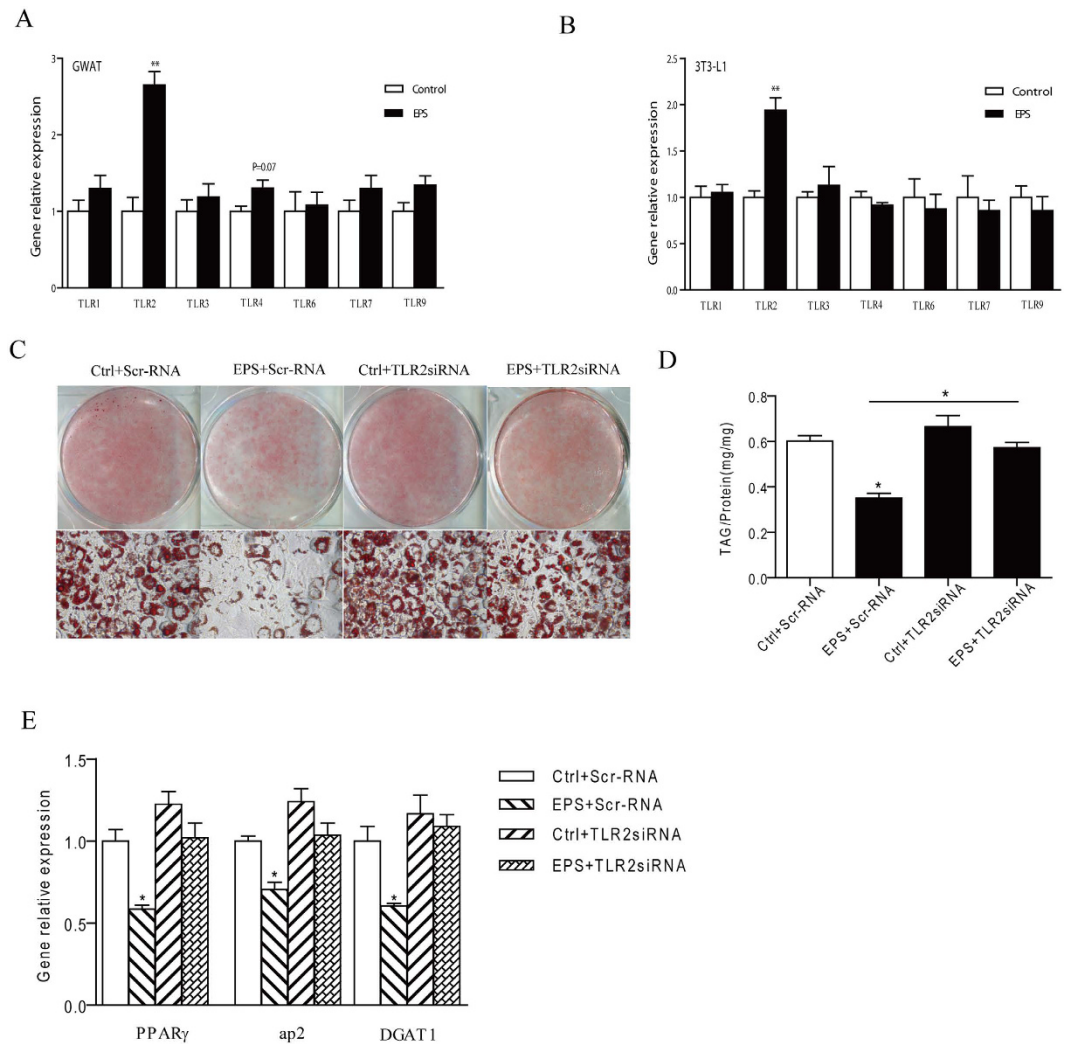 A
GWAT
**
P=0.07
Control
EPS
Gene relative expression
3
2
1
0
TLR1 TLR2 TLR3 TLR4 TLR6 TLR7 TLR9
B
3T3-L1
**
Control
EPS
Gene relative expression
2.5
2.0
1.5
1.0
0.5
0.0
TLR1 TLR2 TLR3 TLR4 TLR6 TLR7 TLR9
C
Ctrl+Scr-RNA EPS+Scr-RNA Ctrl+TLR2siRNA EPS+TLR2siRNA
D
*
*
TAG/Protein(mg/mg)
0.8
0.6
0.4
0.2
0.0
Ctrl+Scr-RNA
EPS+Scr-RNA
Ctrl+TLR2siRNA
EPS+TLR2siRNA
E
Gene relative expression
1.5
1.0
0.5
0.0
* * *
PPARγ ap2 DGAT1
Ctrl+Scr-RNA
EPS+Scr-RNA
Ctrl+TLR2siRNA
EPS+TLR2siRNA